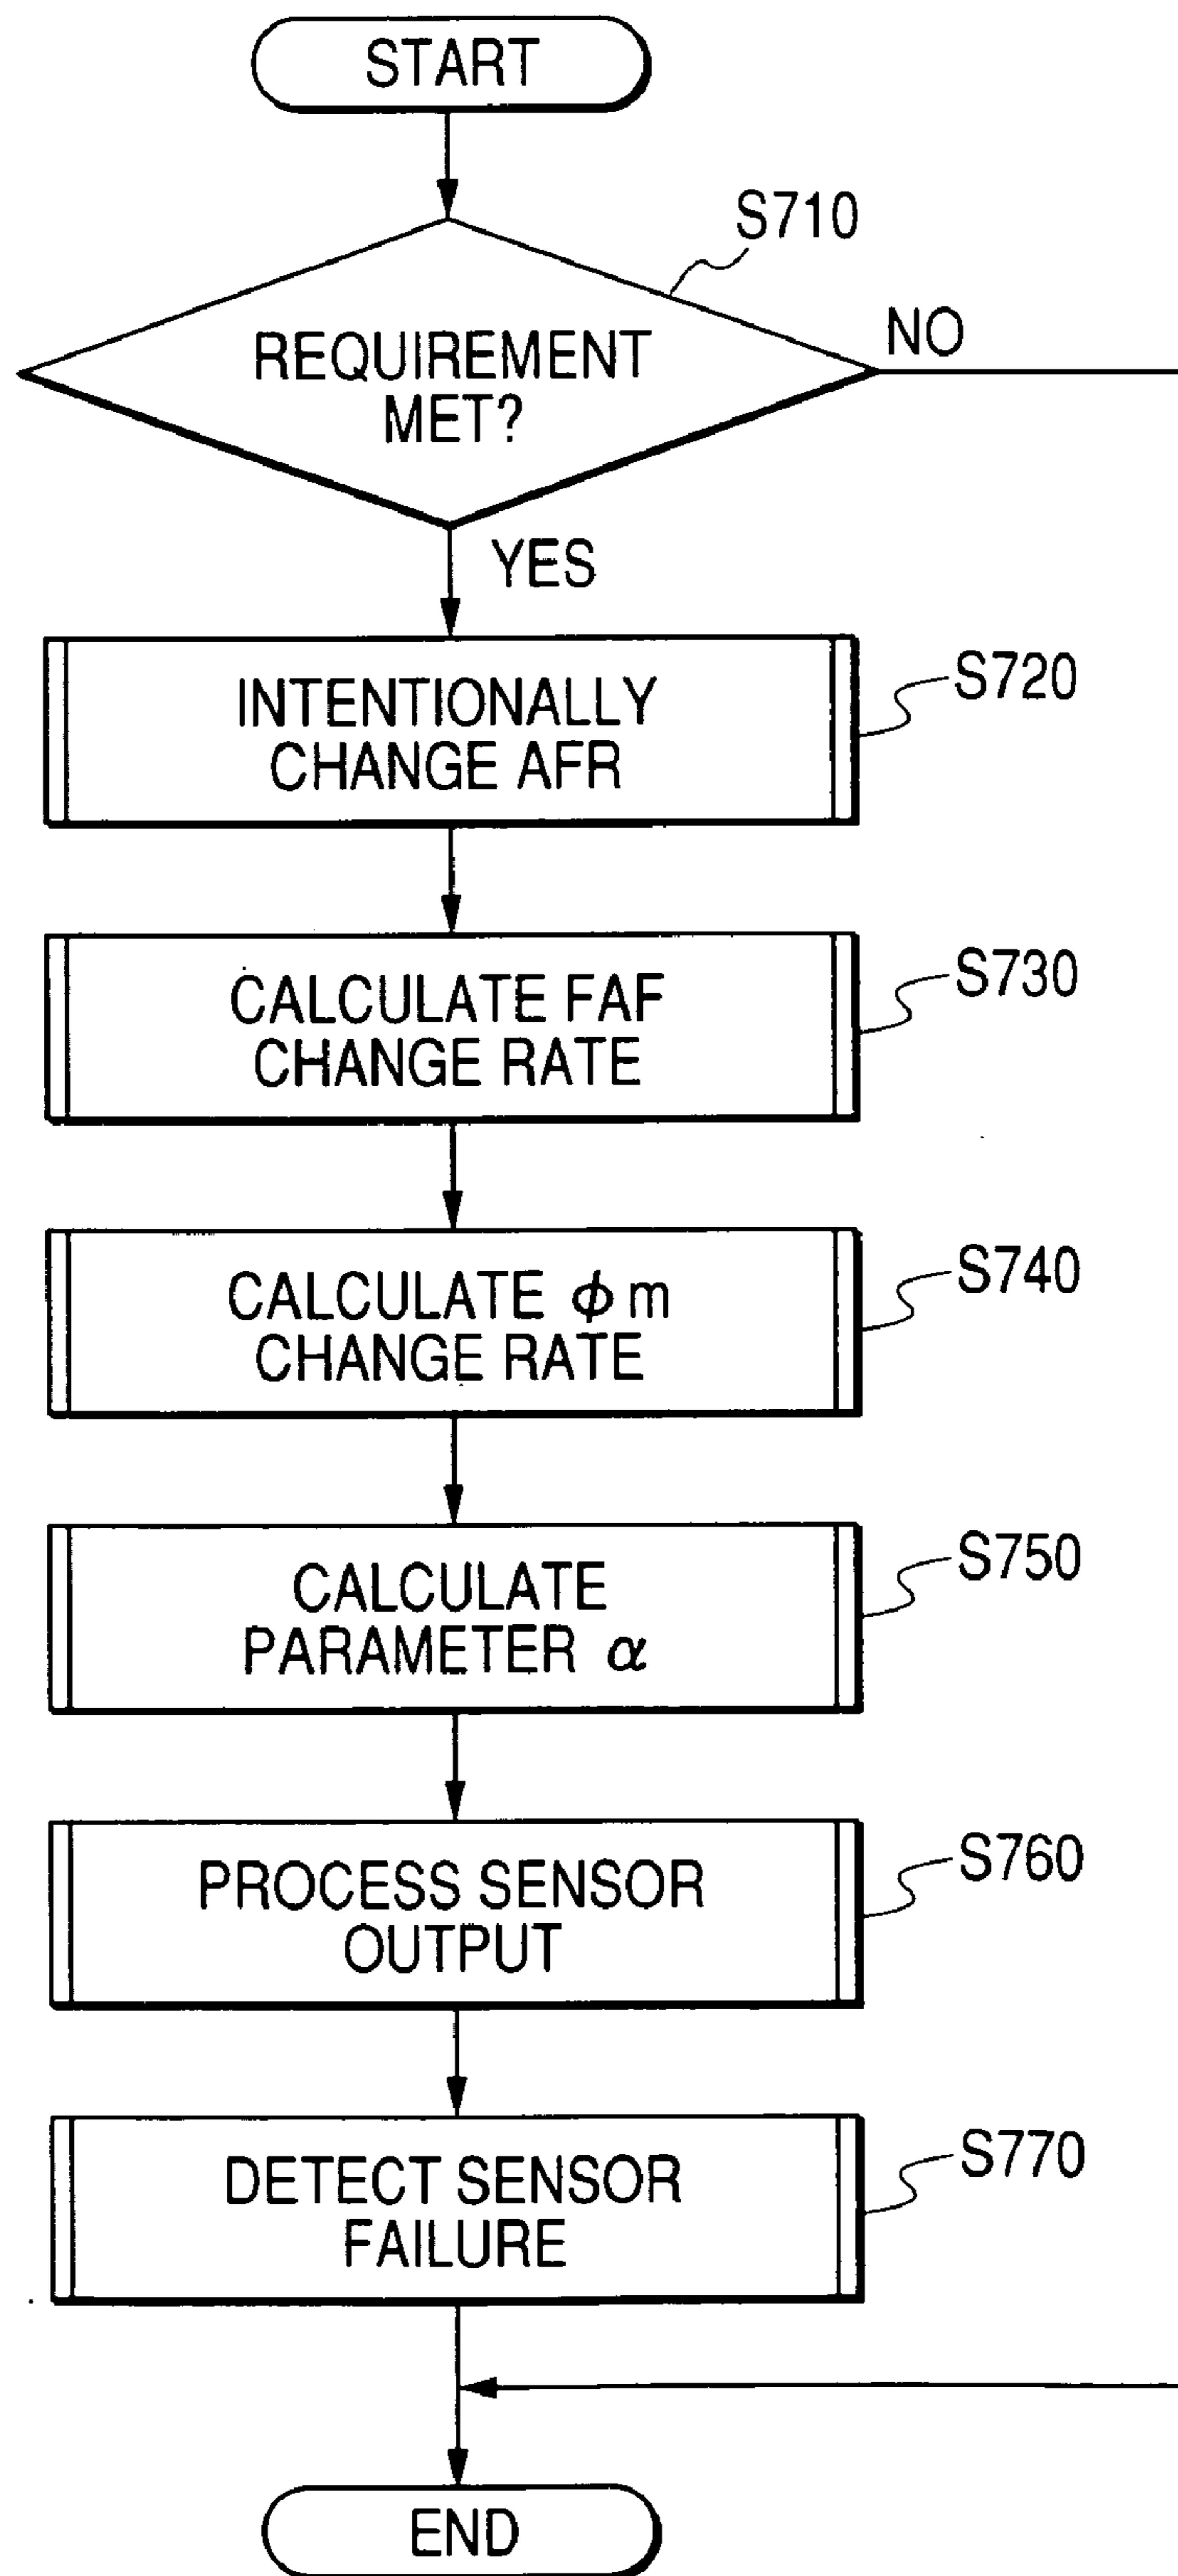 START
S710
REQUIREMENT
MET?
NO
YES
INTENTIONALLY
CHANGE AFR
S720
CALCULATE FAF
CHANGE RATE
S730
CALCULATE ϕm
CHANGE RATE
S740
CALCULATE
PARAMETER α
S750
PROCESS SENSOR
OUTPUT
S760
DETECT SENSOR
FAILURE
S770
END